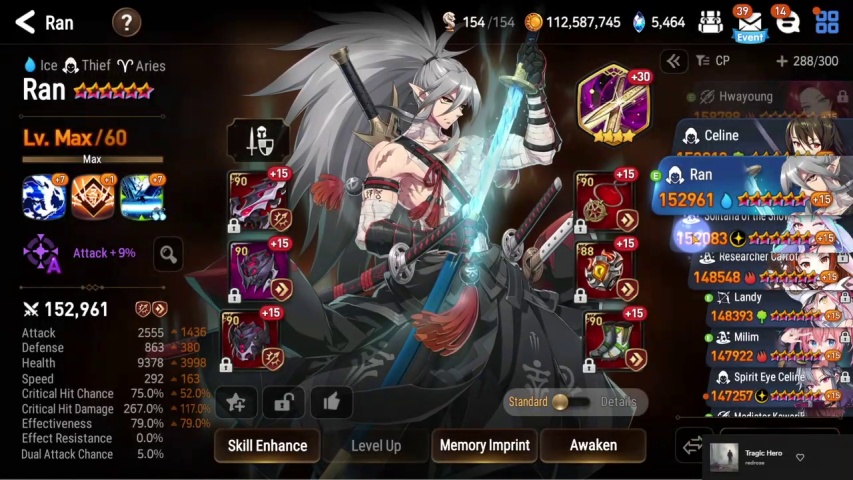 Ran
?
154/154
112,587,745
5,464
39
14
Event
Ice Thief Aries
Ran
Lv. Max/60
Max
+7 +1 +7
A Attack + 9%
152,961
Attack 2555 1436
Defense 863 380
Health 9378 3998
Speed 292 163
Critical Hit Chance 75.0% 52.0%
Critical Hit Damage 267.0% 117.0%
Effectiveness 79.0% 79.0%
Effect Resistance 0.0%
Dual Attack Chance 5.0%
90 +15
90 +15
90 +15
+30
90 +15
88 +15
90 +15
Standard Details
Skill Enhance
Level Up
Memory Imprint
Awaken
CP
+ 288/300
E Hwayoung
Celine
E Ran
152961 +15
152083 +15
Researcher Carrot
148548 +15
E Landy
148393 +15
E Milim
147922 +15
Spirit Eye Celine
147257 +15
Tragic Hero
redrose